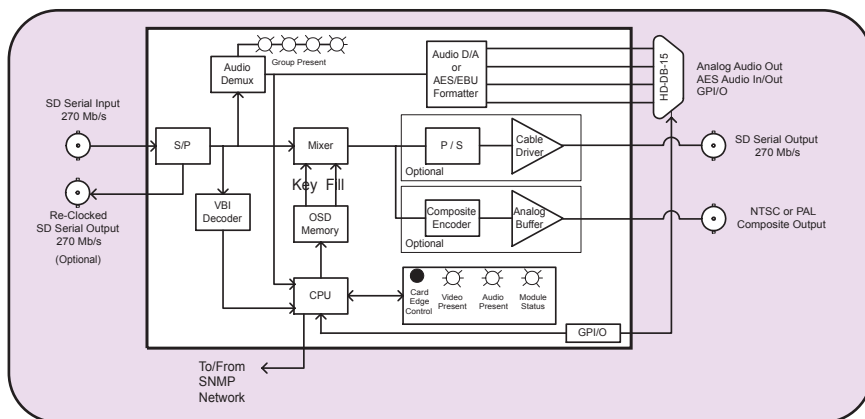 Audio
Demux
Group Present
Audio D/A
or
AES/EBU
Formatter
HD-DB-15
Analog Audio Out
AES Audio In/Out
GPI/O
SD Serial Input
270 Mb/s
S/P
Mixer
P / S
Cable
Driver
Optional
SD Serial Output
270 Mb/s
Key Fill
Re-Clocked
SD Serial Output
270 Mb/s
(Optional)
VBI
Decoder
OSD
Memory
Composite
Encoder
Analog
Buffer
Optional
NTSC or PAL
Composite Output
CPU
Card
Edge
Control
Video
Present
Audio
Present
Module
Status
GPI/O
To/From
SNMP
Network